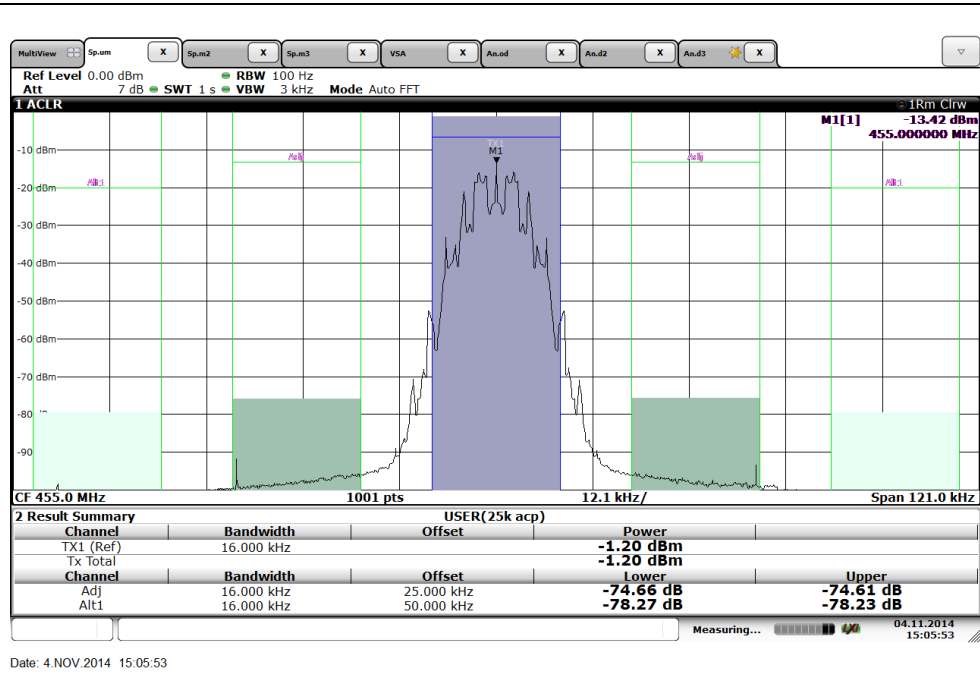 MultiView Sp.um X Sp.m2 X Sp.m3 X VSA X An.od X An.d2 X An.d3 X
Ref Level 0.00 dBm RBW 100 Hz
Att 7 dB SWT 1 s VBW 3 kHz Mode Auto FFT
1 ACLR 1Rm Clrw
M1[1] -13.42 dBm
455.000000 MHz
TX1
M1
-10 dBm
Adj Adj
Alt1 Alt1
-20 dBm
-30 dBm
-40 dBm
-50 dBm
-60 dBm
-70 dBm
-80
-90
CF 455.0 MHz 1001 pts 12.1 kHz/ Span 121.0 kHz
2 Result Summary USER(25k acp)
Channel Bandwidth Offset Power
TX1 (Ref) 16.000 kHz -1.20 dBm
Tx Total -1.20 dBm
Channel Bandwidth Offset Lower Upper
Adj 16.000 kHz 25.000 kHz -74.66 dB -74.61 dB
Alt1 16.000 kHz 50.000 kHz -78.27 dB -78.23 dB
Measuring... LXI 04.11.2014
15:05:53
Date: 4.NOV.2014 15:05:53